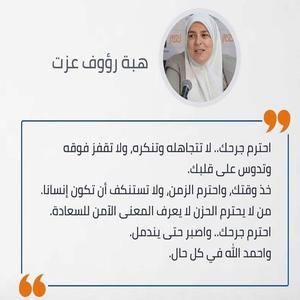 هبة رؤوف عزت
احترم جرحك.. لا تتجاهله وتنكره، ولا تقفز فوقه
وتدوس على قلبك.
خذ وقتك، واحترم الزمن، ولا تستنكف أن تكون إنسانا.
من لا يحترم الحزن لا يعرف المعنى الآمن للسعادة.
احترم جرحك.. واصبر حتى يندمل.
واحمد الله في كل حال.